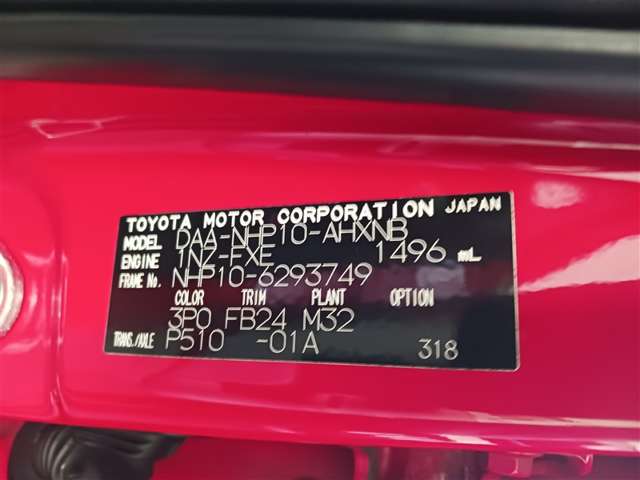 TOYOTA MOTOR CORPORATION JAPAN
MODEL DAA-NHP10-AHXNB
ENGINE 1NZ-FXE 1496 mL
FRAME No. NHP10-6293749
COLOR TRIM PLANT OPTION
3P0 FB24 M32
TRANS./AXLE P510 -01A 318